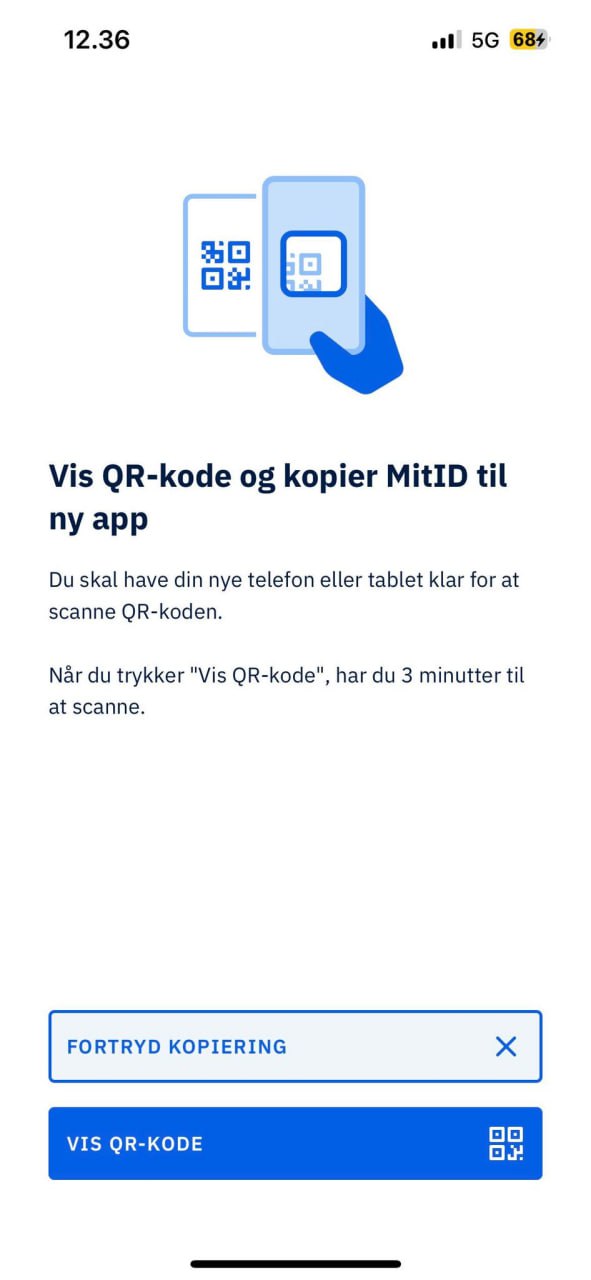 12.36
5G
68
Vis QR-kode og kopier MitID til
ny app
Du skal have din nye telefon eller tablet klar for at
scanne QR-koden.
Når du trykker "Vis QR-kode", har du 3 minutter til
at scanne.
FORTRYD KOPIERING
VIS QR-KODE